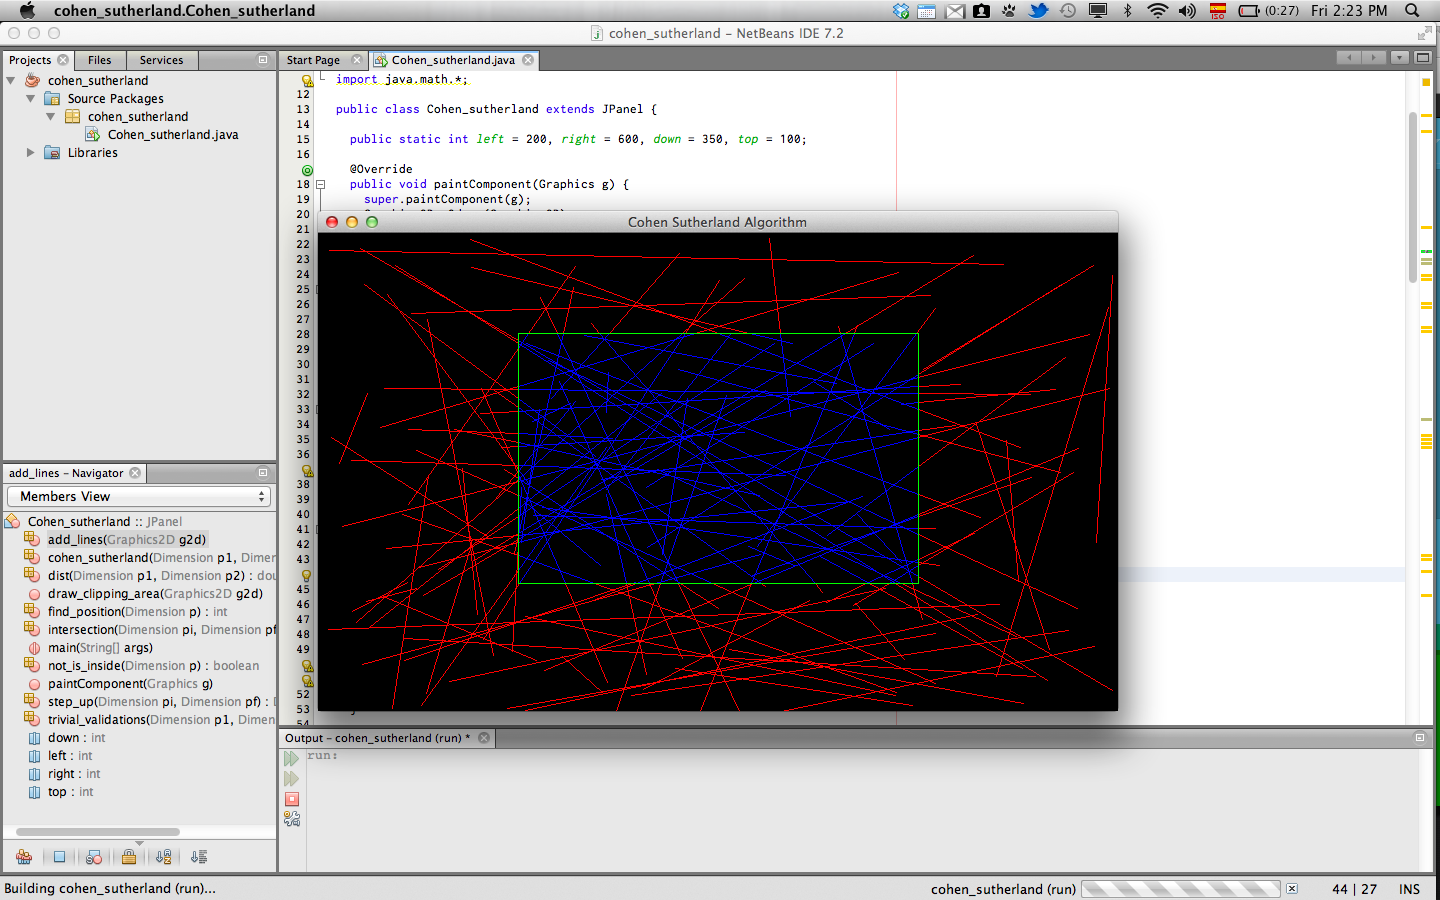 cohen_sutherland.Cohen_sutherland
(0:27) Fri 2:23 PM
ISO
cohen_sutherland – NetBeans IDE 7.2
Projects Files Services
cohen_sutherland
Source Packages
cohen_sutherland
Cohen_sutherland.java
Libraries
Start Page Cohen_sutherland.java
import java.math.*;
12
13 public class Cohen_sutherland extends JPanel {
14
15 public static int left = 200, right = 600, down = 350, top = 100;
16
@Override
18 public void paintComponent(Graphics g) {
19 super.paintComponent(g);
20
21
22
23
24
25
26
27
28
29
30
31
32
33
34
35
36
38
39
40
41
42
43
45
46
47
48
49
52
53
54
Cohen Sutherland Algorithm
add_lines – Navigator
Members View
Cohen_sutherland :: JPanel
add_lines(Graphics2D g2d)
cohen_sutherland(Dimension p1, Dimen
dist(Dimension p1, Dimension p2) : dou
draw_clipping_area(Graphics2D g2d)
find_position(Dimension p) : int
intersection(Dimension pi, Dimension pf
main(String[] args)
not_is_inside(Dimension p) : boolean
paintComponent(Graphics g)
step_up(Dimension pi, Dimension pf) : D
trivial_validations(Dimension p1, Dimen
down : int
left : int
right : int
top : int
Output – cohen_sutherland (run) *
run:
Building cohen_sutherland (run)...
cohen_sutherland (run)
44 | 27 INS